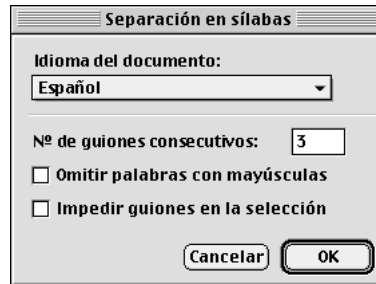 Separación en sílabas
Idioma del documento:
Español
Nº de guiones consecutivos: 3
Omitir palabras con mayúsculas
Impedir guiones en la selección
Cancelar OK